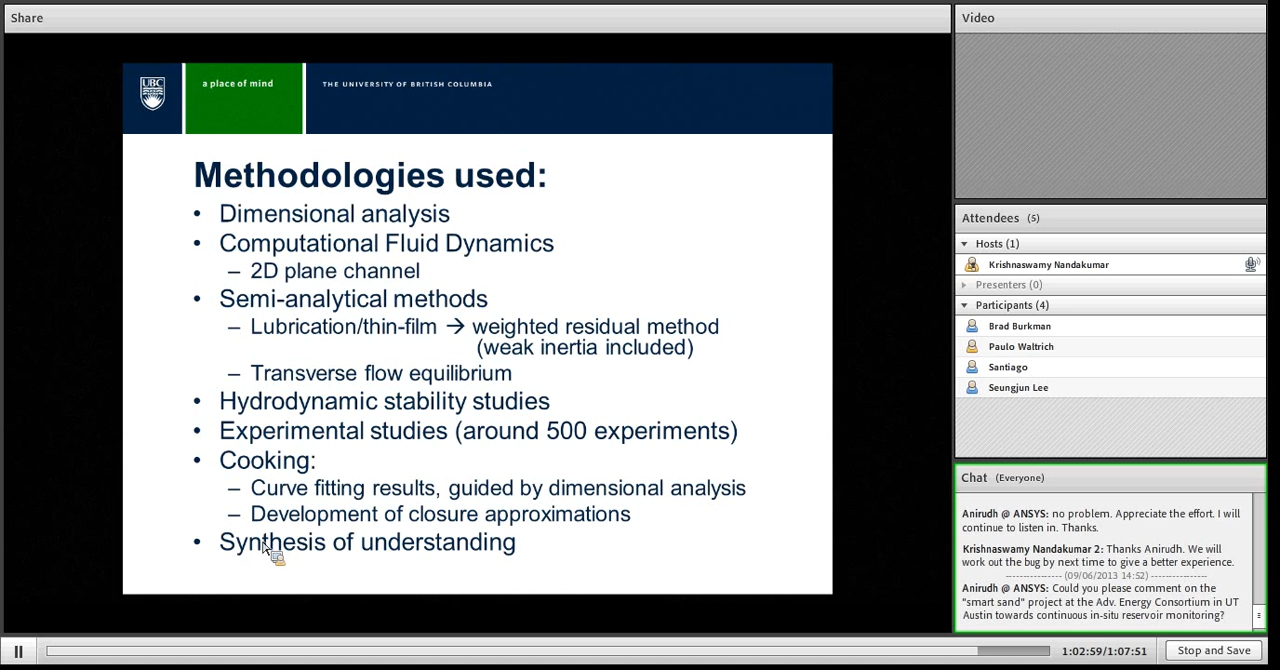 Share
UBC
a place of mind
THE UNIVERSITY OF BRITISH COLUMBIA
Methodologies used:
• Dimensional analysis
• Computational Fluid Dynamics
– 2D plane channel
• Semi-analytical methods
– Lubrication/thin-film → weighted residual method
(weak inertia included)
– Transverse flow equilibrium
• Hydrodynamic stability studies
• Experimental studies (around 500 experiments)
• Cooking:
– Curve fitting results, guided by dimensional analysis
– Development of closure approximations
• Synthesis of understanding
Video
Attendees (5)
Hosts (1)
Krishnaswamy Nandakumar
Presenters (0)
Participants (4)
Brad Burkman
Paulo Waltrich
Santiago
Seungjun Lee
Chat (Everyone)
Anirudh @ ANSYS: no problem. Appreciate the effort. I will
continue to listen in. Thanks.
Krishnaswamy Nandakumar 2: Thanks Anirudh. We will
work out the bug by next time to give a better experience.
---------------- (09/06/2013 14:52) ----------------
Anirudh @ ANSYS: Could you please comment on the
"smart sand" project at the Adv. Energy Consortium in UT
Austin towards continuous in-situ reservoir monitoring?
1:02:59/1:07:51
Stop and Save